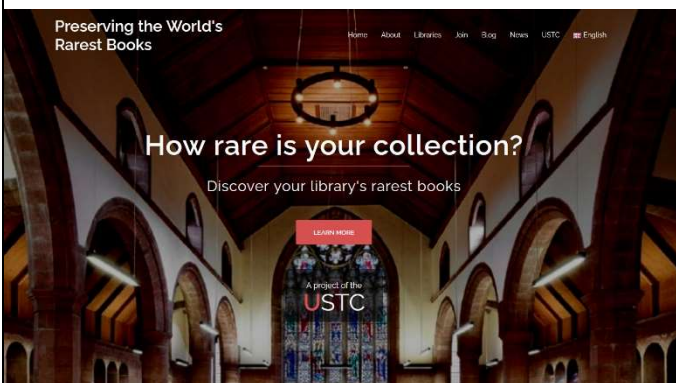 Preserving the World's
Rarest Books
Home About Libraries Join Blog News USTC English
How rare is your collection?
Discover your library's rarest books
LEARN MORE
A project of the
USTC